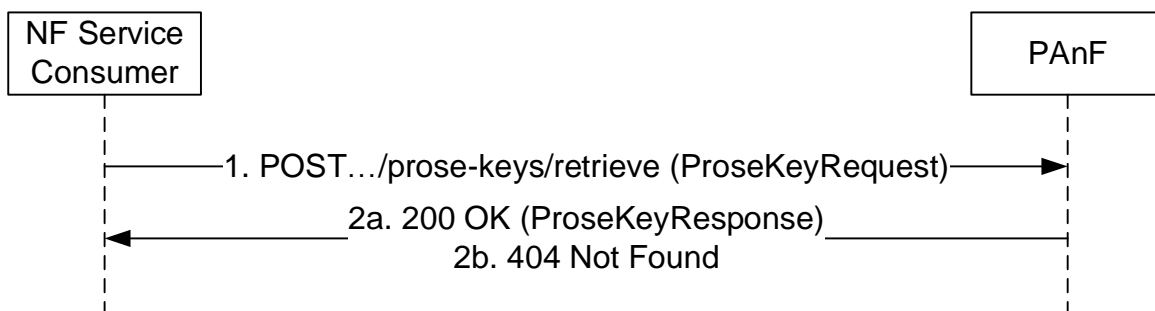 NF Service
Consumer
PAnF
1. POST…/prose-keys/retrieve (ProseKeyRequest)
2a. 200 OK (ProseKeyResponse)
2b. 404 Not Found